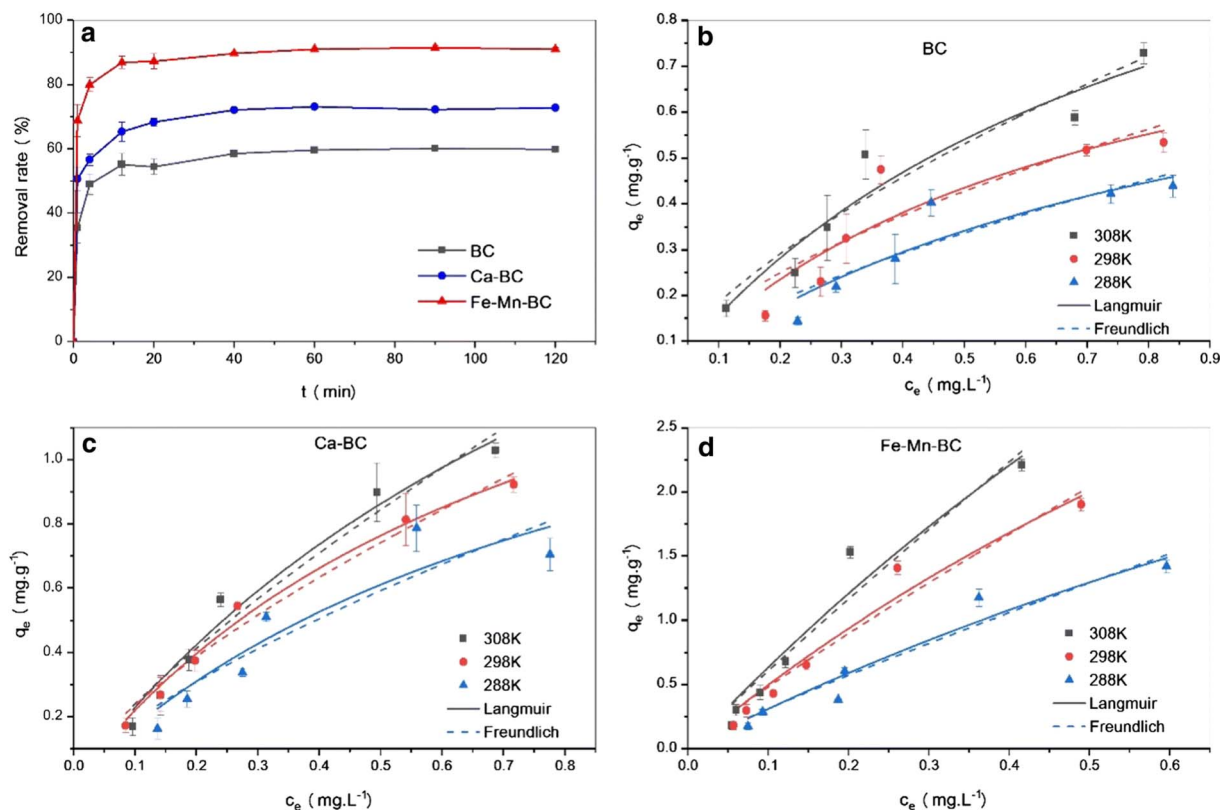 a
Removal rate (%)
100
80
60
40
20
0
BC
Ca-BC
Fe-Mn-BC
0 20 40 60 80 100 120
t ( min)
b
BC
qe ( mg.g-1)
0.8
0.7
0.6
0.5
0.4
0.3
0.2
0.1
308K
298K
288K
Langmuir
Freundlich
0.1 0.2 0.3 0.4 0.5 0.6 0.7 0.8 0.9
ce ( mg.L-1)
c
Ca-BC
qe ( mg.g-1)
1.0
0.8
0.6
0.4
0.2
308K
298K
288K
Langmuir
Freundlich
0.0 0.1 0.2 0.3 0.4 0.5 0.6 0.7 0.8
ce ( mg.L-1)
d
Fe-Mn-BC
qe ( mg.g-1)
2.5
2.0
1.5
1.0
0.5
0.0
308K
298K
288K
Langmuir
Freundlich
0.0 0.1 0.2 0.3 0.4 0.5 0.6
ce ( mg.L-1)